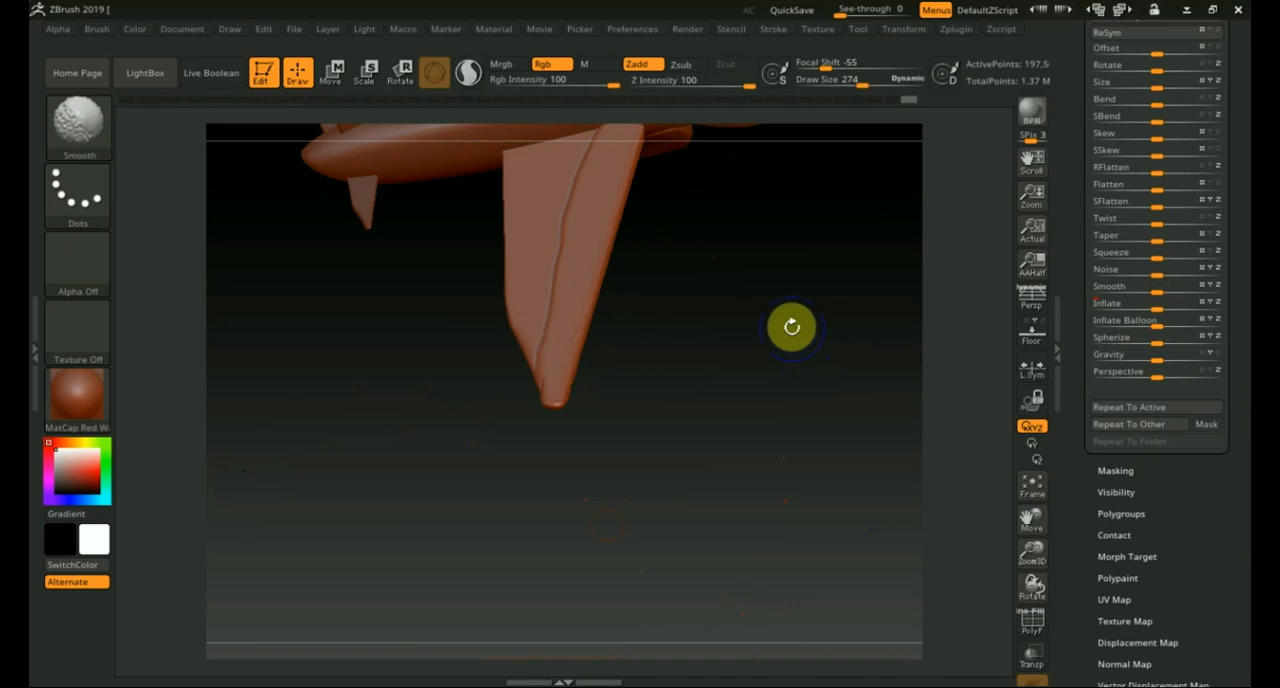 ZBrush 2019 [
AC QuickSave See-through 0 Menus DefaultZScript
Alpha Brush Color Document Draw Edit File Layer Light Macro Marker Material Movie Picker Preferences Render Stencil Stroke Texture Tool Transform Zplugin Zscript
Home Page LightBox Live Boolean Edit Draw Move Scale Rotate
Mrgb Rgb M Zadd Zsub Zcut
Rgb Intensity 100 Z Intensity 100
Focal Shift -55
Draw Size 274 Dynamic
ActivePoints: 197,5
TotalPoints: 1.37 M
Smooth
Dots
Alpha Off
Texture Off
MatCap Red W
Gradient
SwitchColor
Alternate
BPR
SPix 3
Scroll
Zoom
Actual
AAHalf
Persp
Floor
L.Sym
XYZ
Frame
Move
Zoom3D
Rotate
PolyF
Transp
ReSym
Offset
Rotate
Size
Bend
SBend
Skew
SSkew
RFlatten
Flatten
SFlatten
Twist
Taper
Squeeze
Noise
Smooth
Inflate
Inflate Balloon
Spherize
Gravity
Perspective
Repeat To Active
Repeat To Other Mask
Repeat To Folder
Masking
Visibility
Polygroups
Contact
Morph Target
Polypaint
UV Map
Texture Map
Displacement Map
Normal Map
Vector Displacement Map